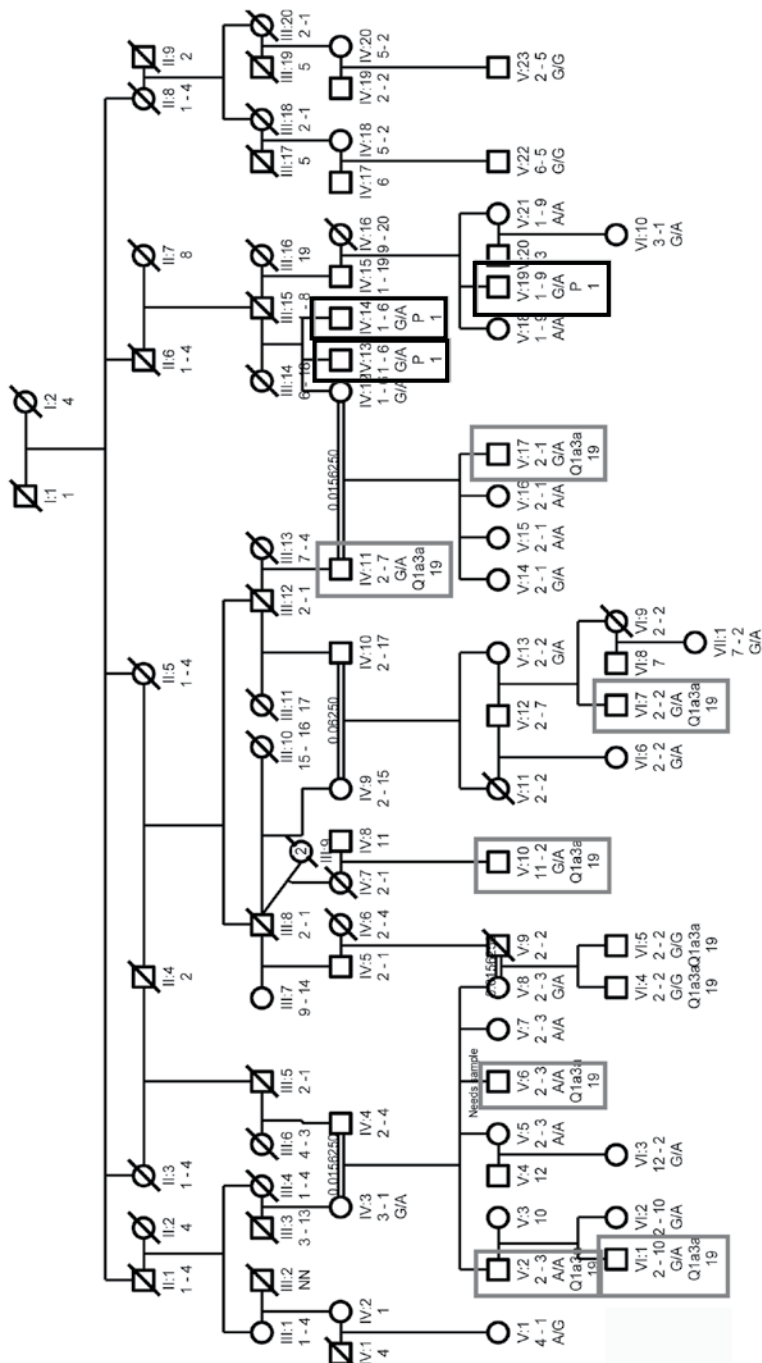 I:1
1
I:2
4
II:1
1 - 4
II:2
4
II:3
1 - 4
II:4
2
II:5
1 - 4
II:6
1 - 4
II:7
8
II:8
1 - 4
II:9
2
III:1
1 - 4
III:2
NN
III:3
3 - 13
III:4
1 - 4
III:6
4 - 3
III:5
2 - 1
III:7
9 - 14
III:8
2 - 1
2
III:9
III:10
15 - 16
III:11
17
III:12
2 - 1
III:13
7 - 4
III:14
III:15
- 8
III:16
19
III:17
5
III:18
2 - 1
III:19
5
III:20
2 - 1
IV:1
4
IV:2
1
0.0156250
IV:3
3 - 1
G/A
IV:4
2 - 4
IV:5
2 - 1
IV:6
2 - 4
IV:7
2 - 1
IV:8
11
0.06250
IV:9
2 - 15
IV:10
2 - 17
0.0156250
IV:11
2 - 7
G/A
Q1a3a
19
IV:12
1 - 6
G/A
IV:13
1 - 6
G/A
P
1
IV:14
1 - 6
G/A
P
1
IV:15
1 - 19
IV:16
9 - 20
IV:17
6
IV:18
5 - 2
IV:19
2 - 2
IV:20
5 - 2
V:1
4 - 1
A/G
V:2
2 - 3
A/A
Q1a3a
19
V:3
10
V:4
12
V:5
2 - 3
A/A
Needs sample
V:6
2 - 3
A/A
Q1a3a
19
V:7
2 - 3
A/A
V:8
2 - 3
G/A
V:9
2 - 2
V:10
11 - 2
G/A
Q1a3a
19
V:11
2 - 2
V:12
2 - 7
V:13
2 - 2
G/A
V:14
2 - 1
G/A
V:15
2 - 1
A/A
V:16
2 - 1
A/A
V:17
2 - 1
G/A
Q1a3a
19
V:18
1 - 9
A/A
V:19
1 - 9
G/A
P
1
V:20
3
V:21
1 - 9
A/A
V:22
6 - 5
G/G
V:23
2 - 5
G/G
VI:1
2 - 10
G/A
Q1a3a
19
VI:2
2 - 10
G/A
VI:3
12 - 2
G/A
VI:4
2 - 2
G/G
Q1a3a
19
VI:5
2 - 2
G/G
Q1a3a
19
VI:6
2 - 2
G/A
VI:7
2 - 2
G/A
Q1a3a
19
VI:8
7
VI:9
2 - 2
VI:10
3 - 1
G/A
VII:1
7 - 2
G/A